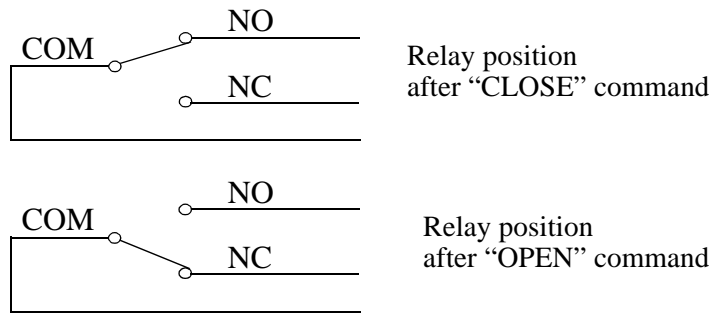 NO
COM
Relay position
after “CLOSE” command
NC
NO
COM
Relay position
after “OPEN” command
NC